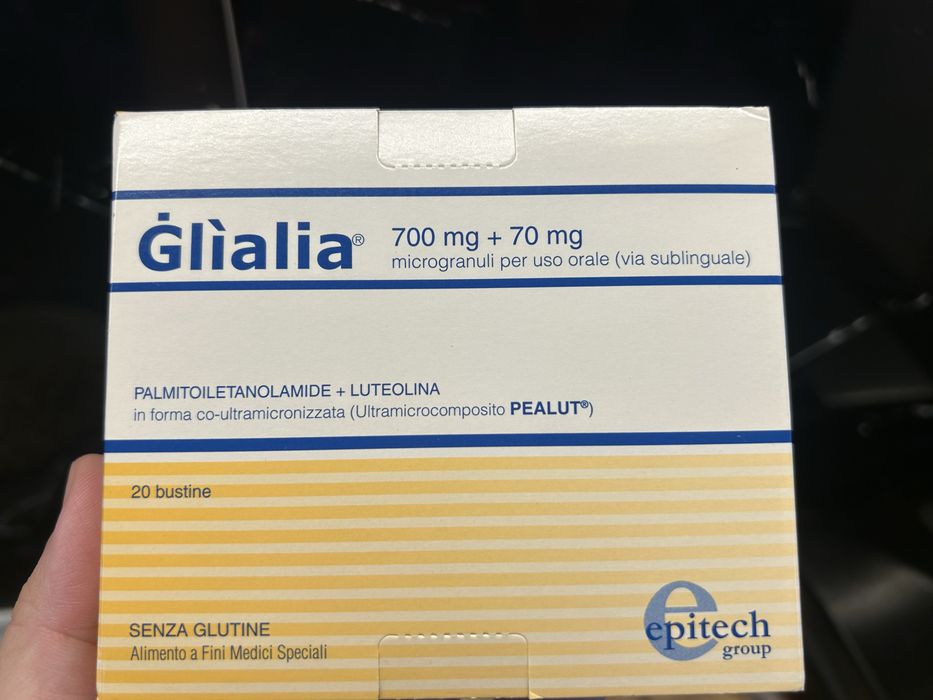 Ġlìalia®
700 mg + 70 mg
microgranuli per uso orale (via sublinguale)
PALMITOILETANOLAMIDE + LUTEOLINA
in forma co-ultramicronizzata (Ultramicrocomposito PEALUT®)
20 bustine
SENZA GLUTINE
Alimento a Fini Medici Speciali
e
epitech
group